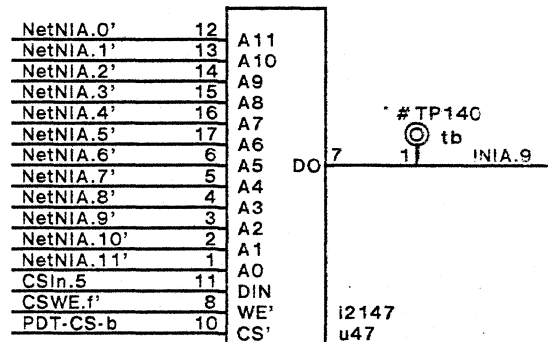 NetNIA.0' 12 A11
NetNIA.1' 13 A10
NetNIA.2' 14 A9
NetNIA.3' 15 A8
NetNIA.4' 16 A7
NetNIA.5' 17 A6
NetNIA.6' 6 A5 DO 7 1 INIA.9
NetNIA.7' 5 A4
NetNIA.8' 4 A3
NetNIA.9' 3 A2
NetNIA.10' 2 A1
NetNIA.11' 1 A0
CSIn.5 11 DIN
CSWE.f' 8 WE' i2147
PDT-CS-b 10 CS' u47
#TP140
tb